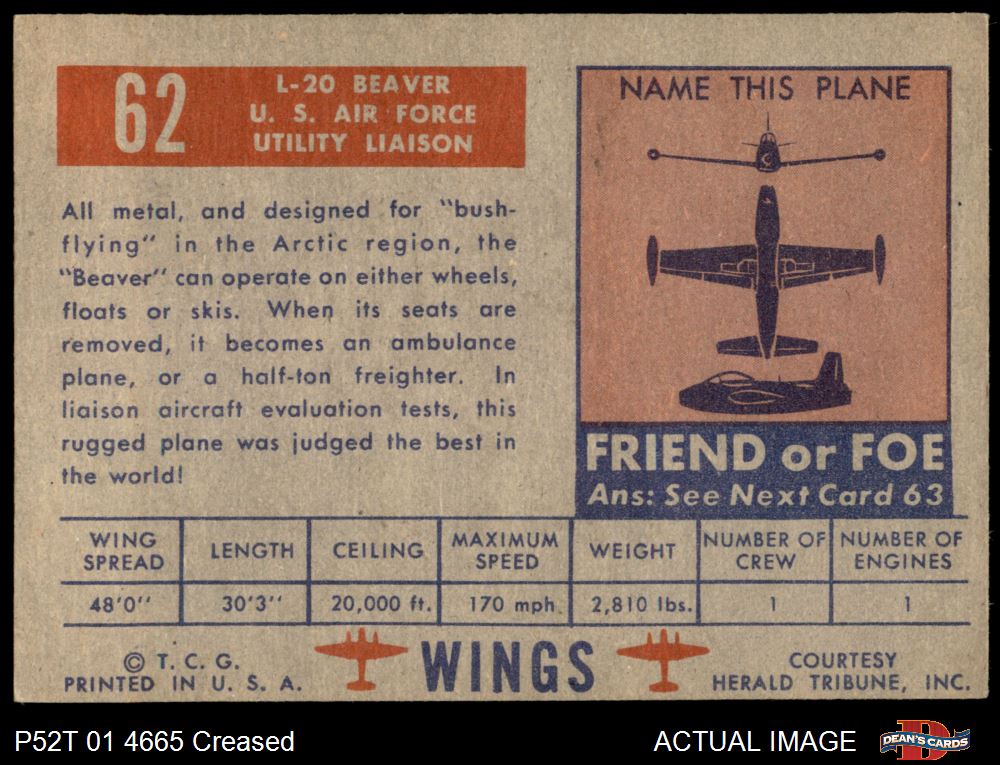 62
L-20 BEAVER
U. S. AIR FORCE
UTILITY LIAISON
All metal, and designed for "bush-
flying" in the Arctic region, the
"Beaver" can operate on either wheels,
floats or skis. When its seats are
removed, it becomes an ambulance
plane, or a half-ton freighter. In
liaison aircraft evaluation tests, this
rugged plane was judged the best in
the world!
NAME THIS PLANE
FRIEND or FOE
Ans: See Next Card 63
WING SPREAD LENGTH CEILING MAXIMUM SPEED WEIGHT NUMBER OF CREW NUMBER OF ENGINES
48'0" 30'3" 20,000 ft. 170 mph. 2,810 lbs. 1 1
© T. C. G.
PRINTED IN U. S. A.
WINGS
COURTESY
HERALD TRIBUNE, INC.
P52T 01 4665 Creased
ACTUAL IMAGE
D
DEAN'S CARDS